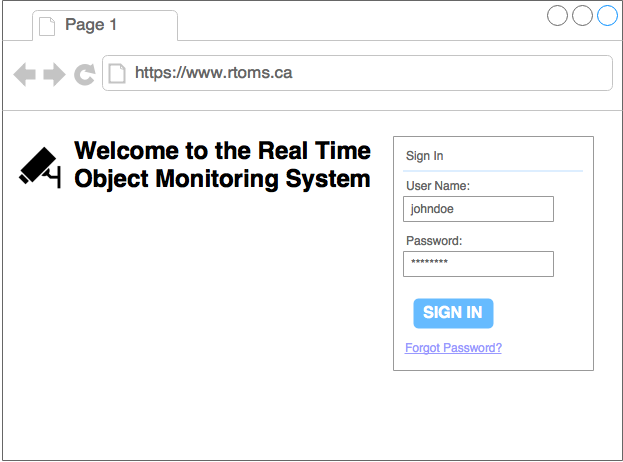 Page 1
https://www.rtoms.ca
Welcome to the Real Time
Object Monitoring System
Sign In
User Name:
johndoe
Password:
********
SIGN IN
Forgot Password?